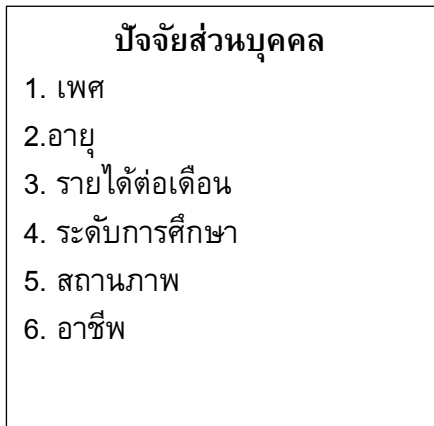 ปัจจัยส่วนบุคคล
1. เพศ
2.อายุ
3. รายได้ต่อเดือน
4. ระดับการศึกษา
5. สถานภาพ
6. อาชีพ